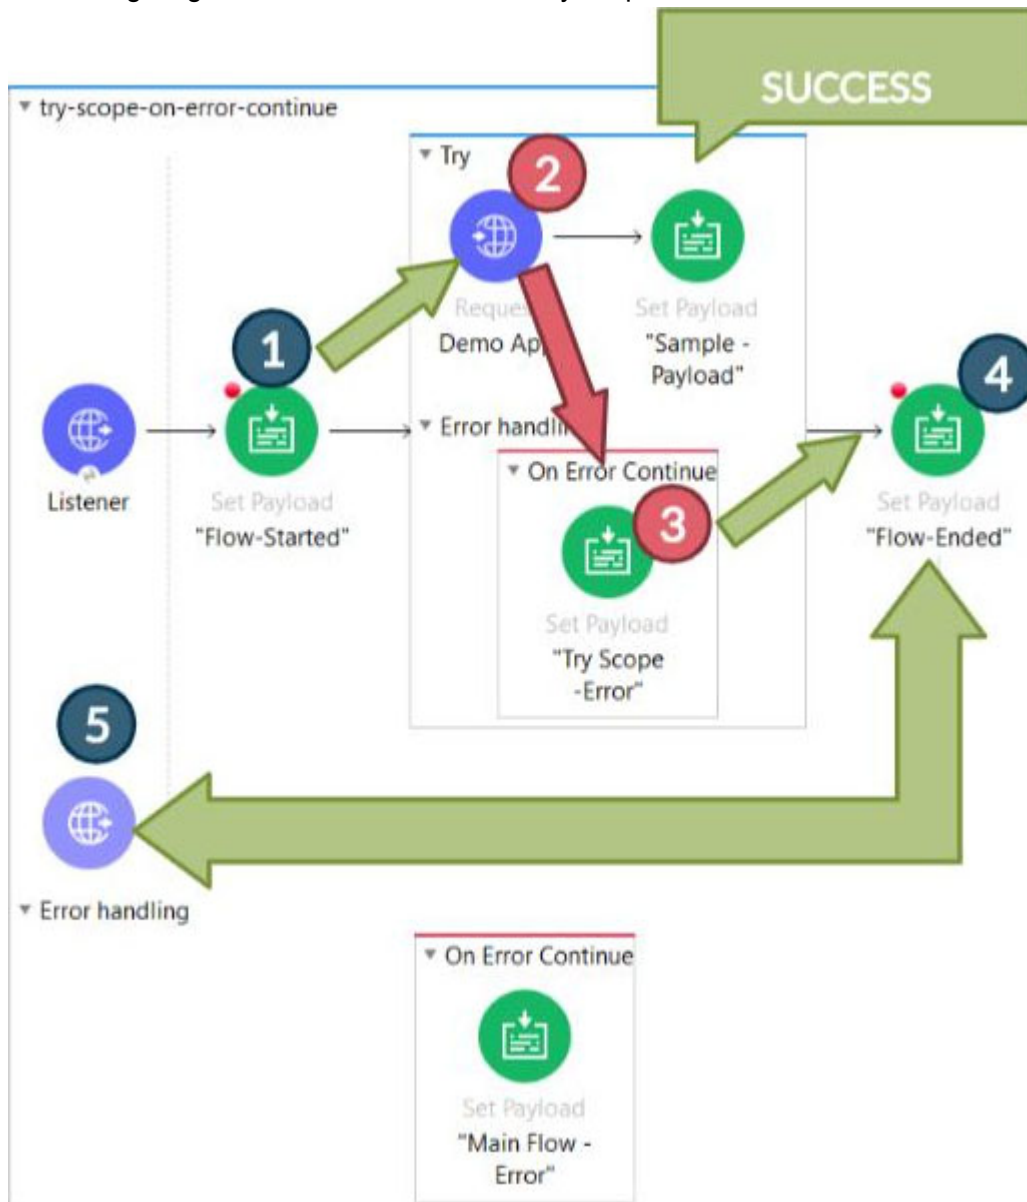 SUCCESS
try-scope-on-error-continue
Try
2
1
Set Payload
Demo
"Sample -
Payload"
4
Error
On Error Continue
Listener
Set Payload
"Flow-Started"
3
Set Payload
"Flow-Ended"
Set Payload
"Try Scope
-Error"
5
Error handling
On Error Continue
Set Payload
"Main Flow -
Error"